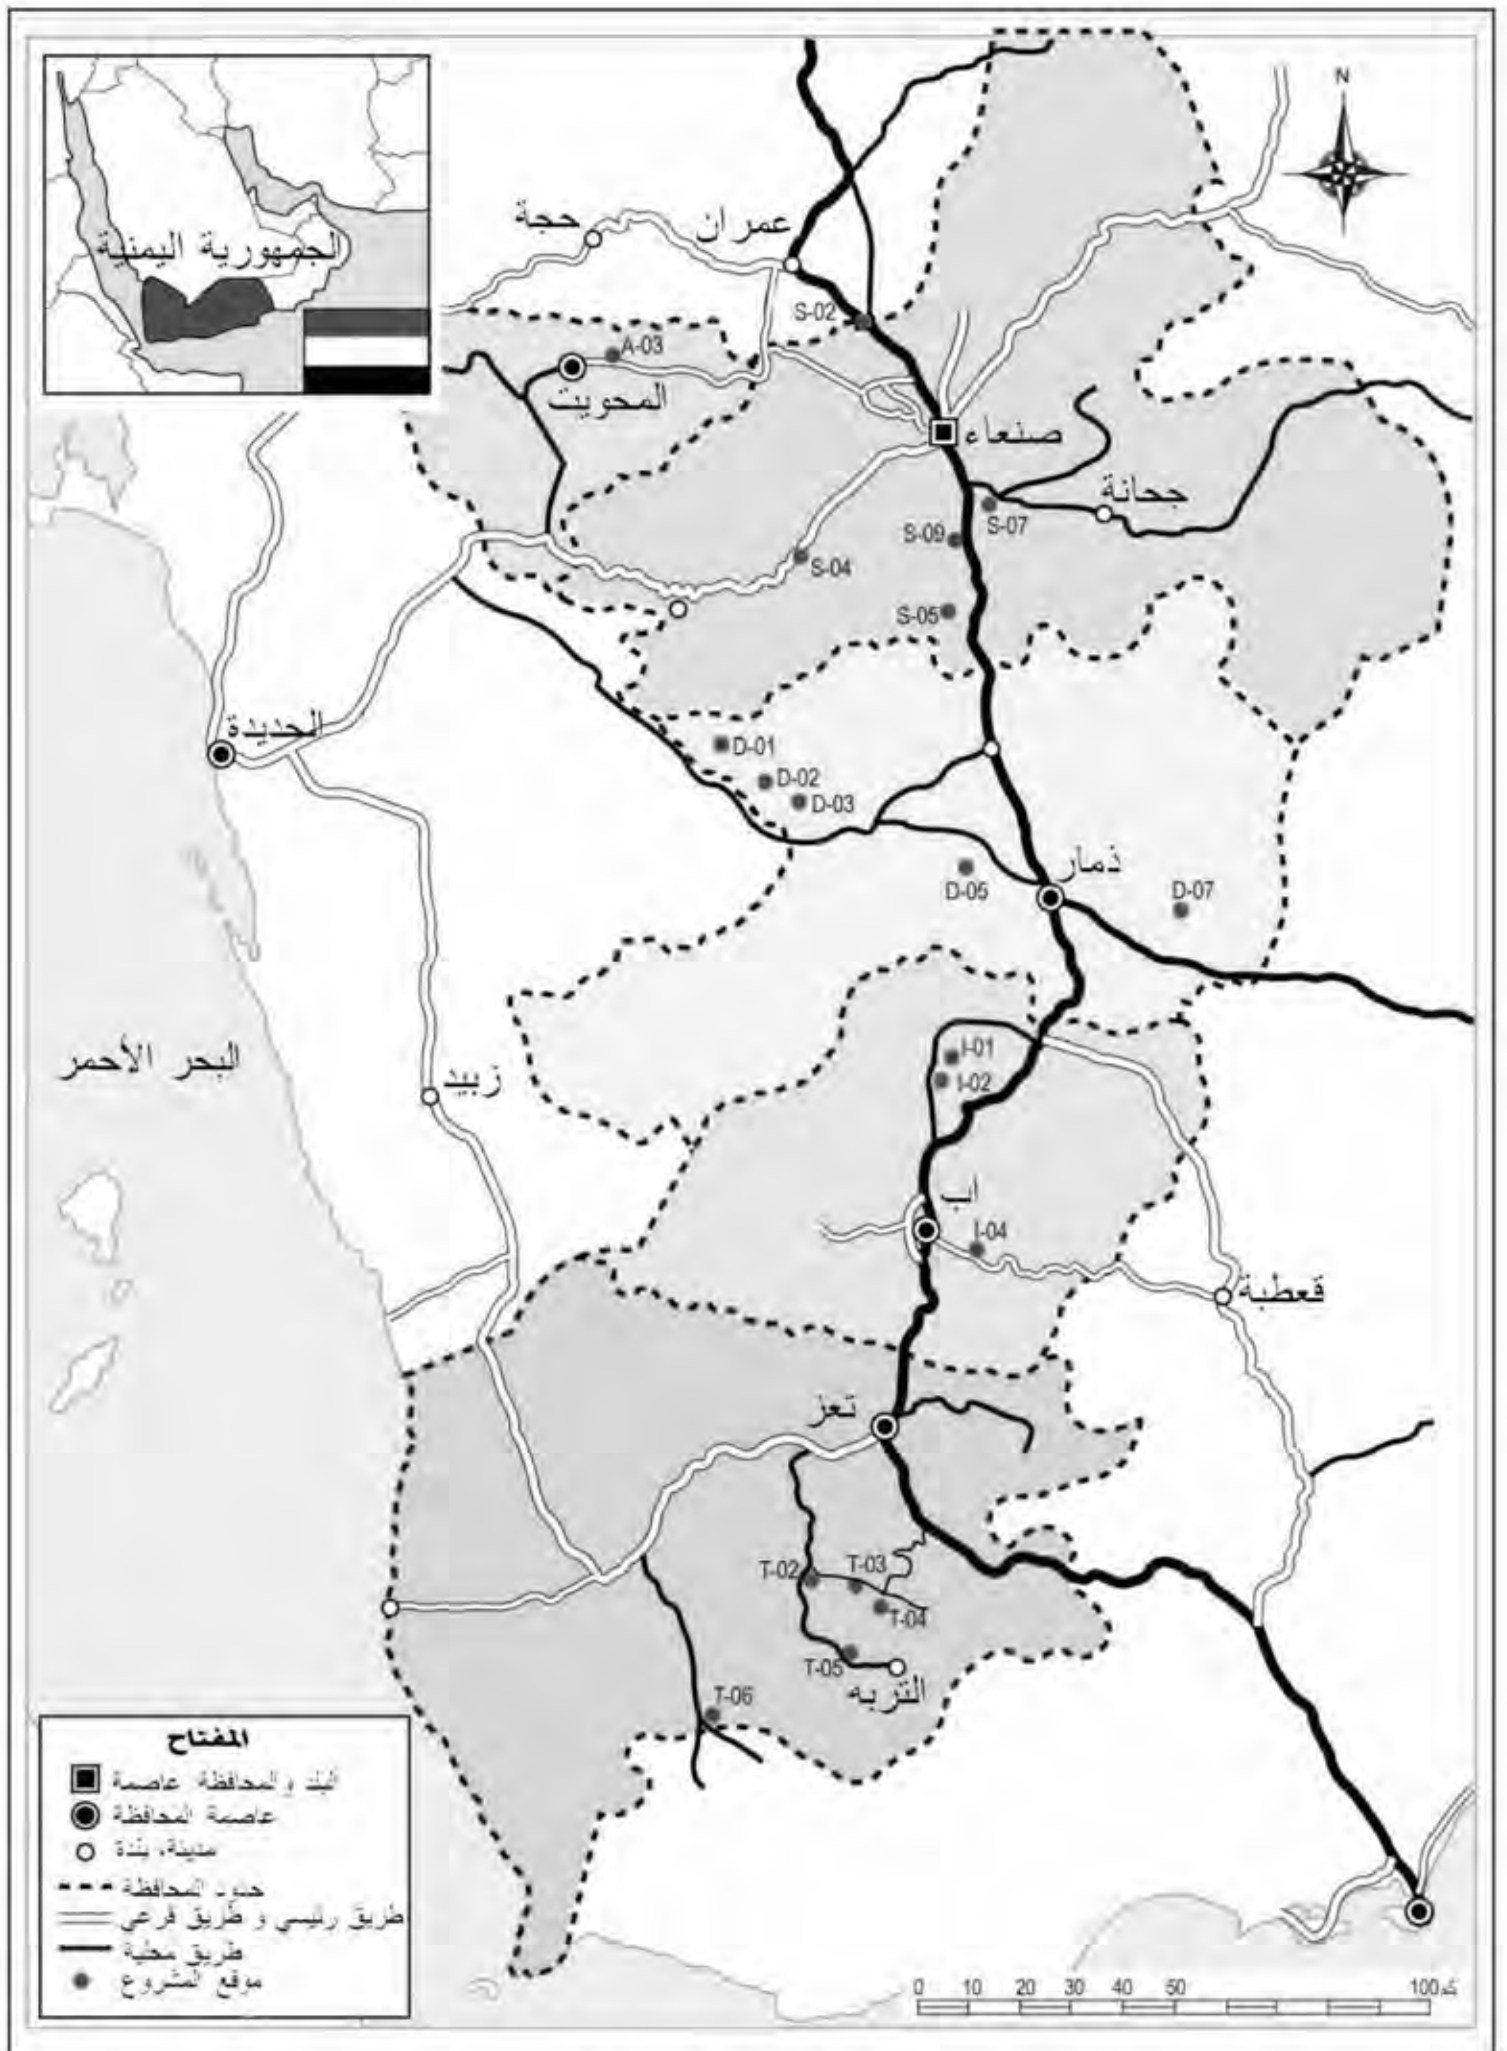 N
الجمهورية اليمنية
حجة
عمران
S-02
A-03
المحويت
صنعاء
جحانة
S-07
S-09
S-04
S-05
الحديدة
D-01
D-02
D-03
ذمار
D-05
D-07
البحر الأحمر
زبيد
I-01
I-02
اب
I-04
قعطبة
تعز
T-02
T-03
T-04
T-05
التربه
T-06
المفتاح
البلد والمحافظة عاصمة
عاصمة المحافظة
مدينة، بلدة
حدود المحافظة
طريق رئيسي و طريق فرعي
طريق محلية
موقع المشروع
0 10 20 30 40 50 100 كم